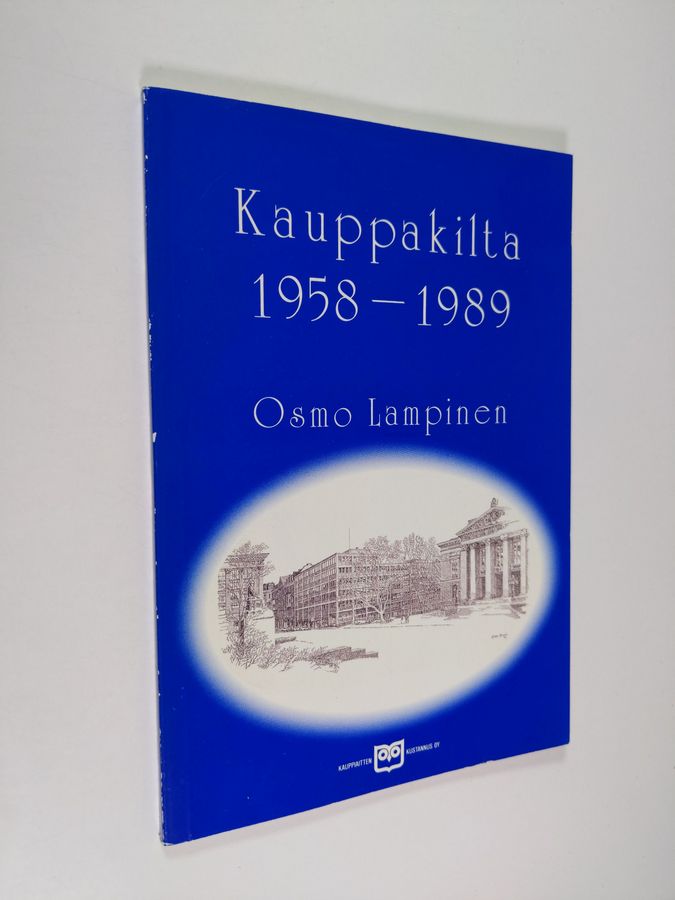 Kauppakilta
1958 – 1989
Osmo Lampinen
KAUPPIAITTEN KUSTANNUS OY